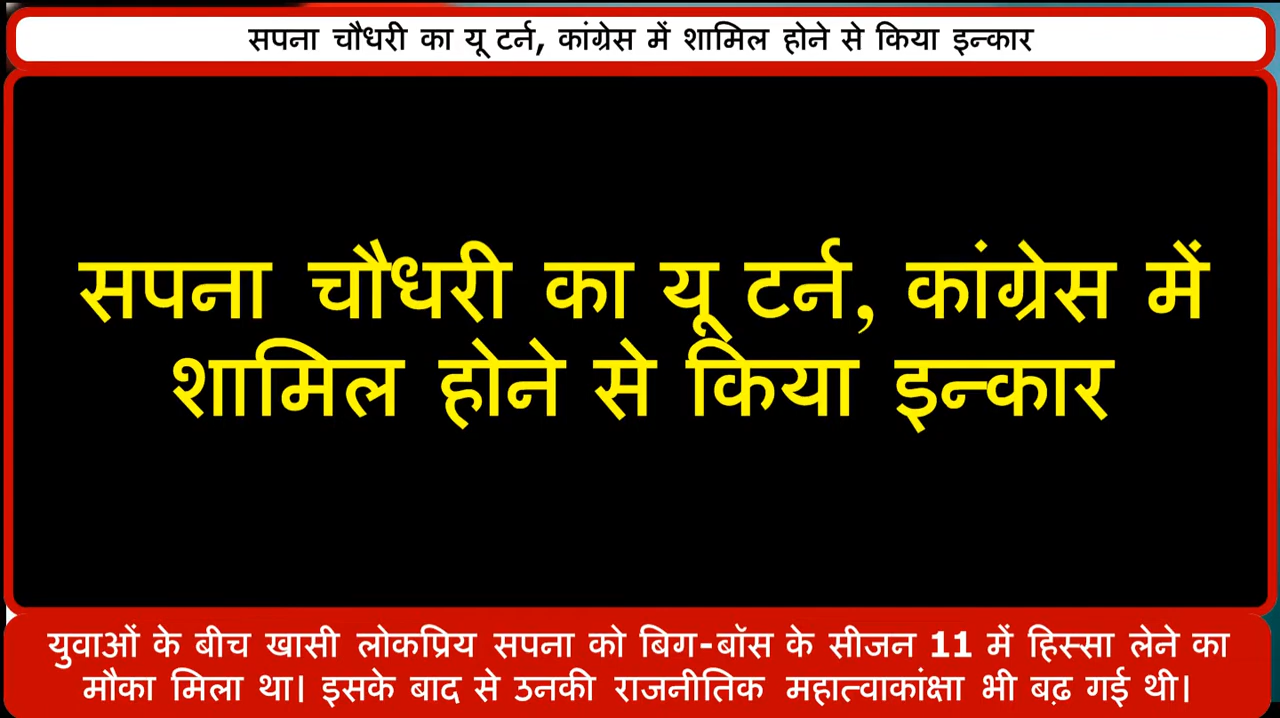 सपना चौधरी का यू टर्न, कांग्रेस में शामिल होने से किया इन्कार
सपना चौधरी का यू टर्न, कांग्रेस में
शामिल होने से किया इन्कार
युवाओं के बीच खासी लोकप्रिय सपना को बिग-बॉस के सीजन 11 में हिस्सा लेने का
मौका मिला था। इसके बाद से उनकी राजनीतिक महात्वाकांक्षा भी बढ़ गई थी।